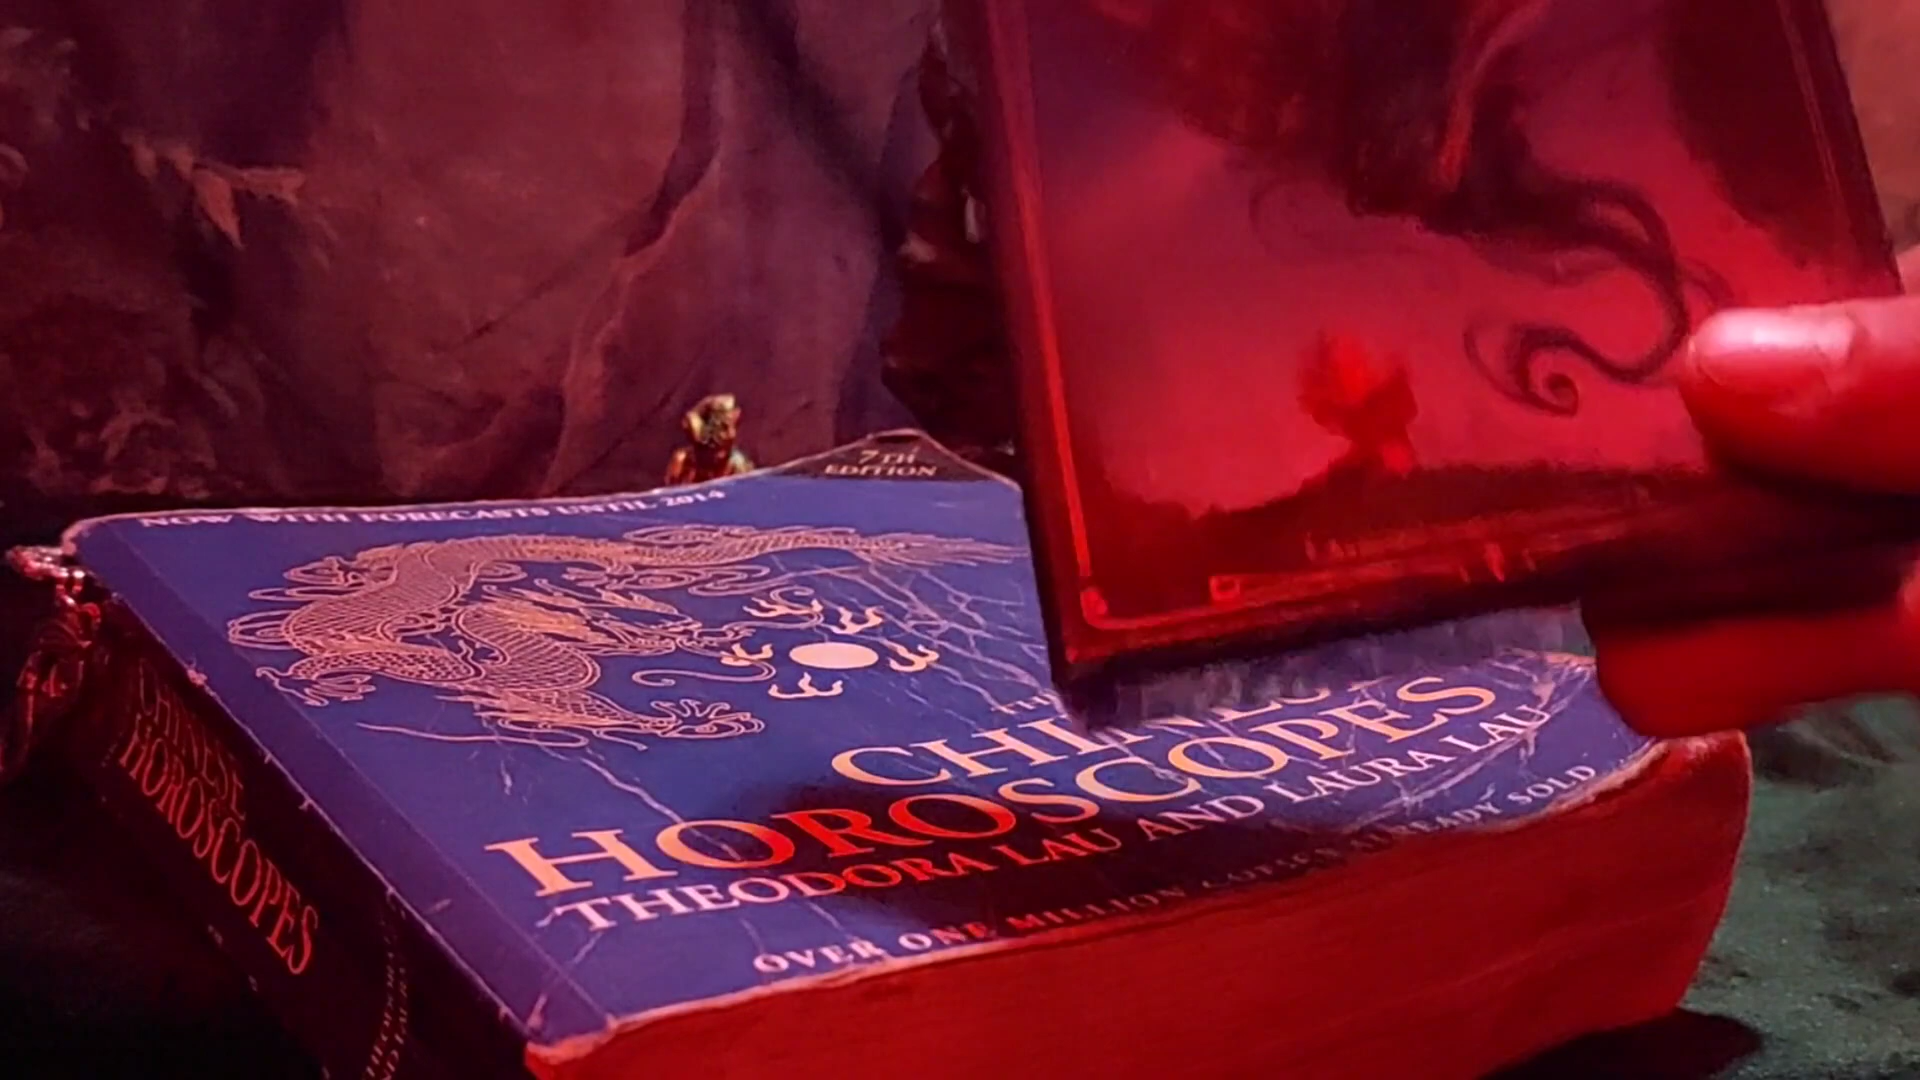 7TH
EDITION
NOW WITH FORECASTS UNTIL 2014
CHINESE
HOROSCOPES
THEODORA LAU AND LAURA LAU
OVER ONE MILLION COPIES ALREADY SOLD
CHINESE
HOROSCOPES